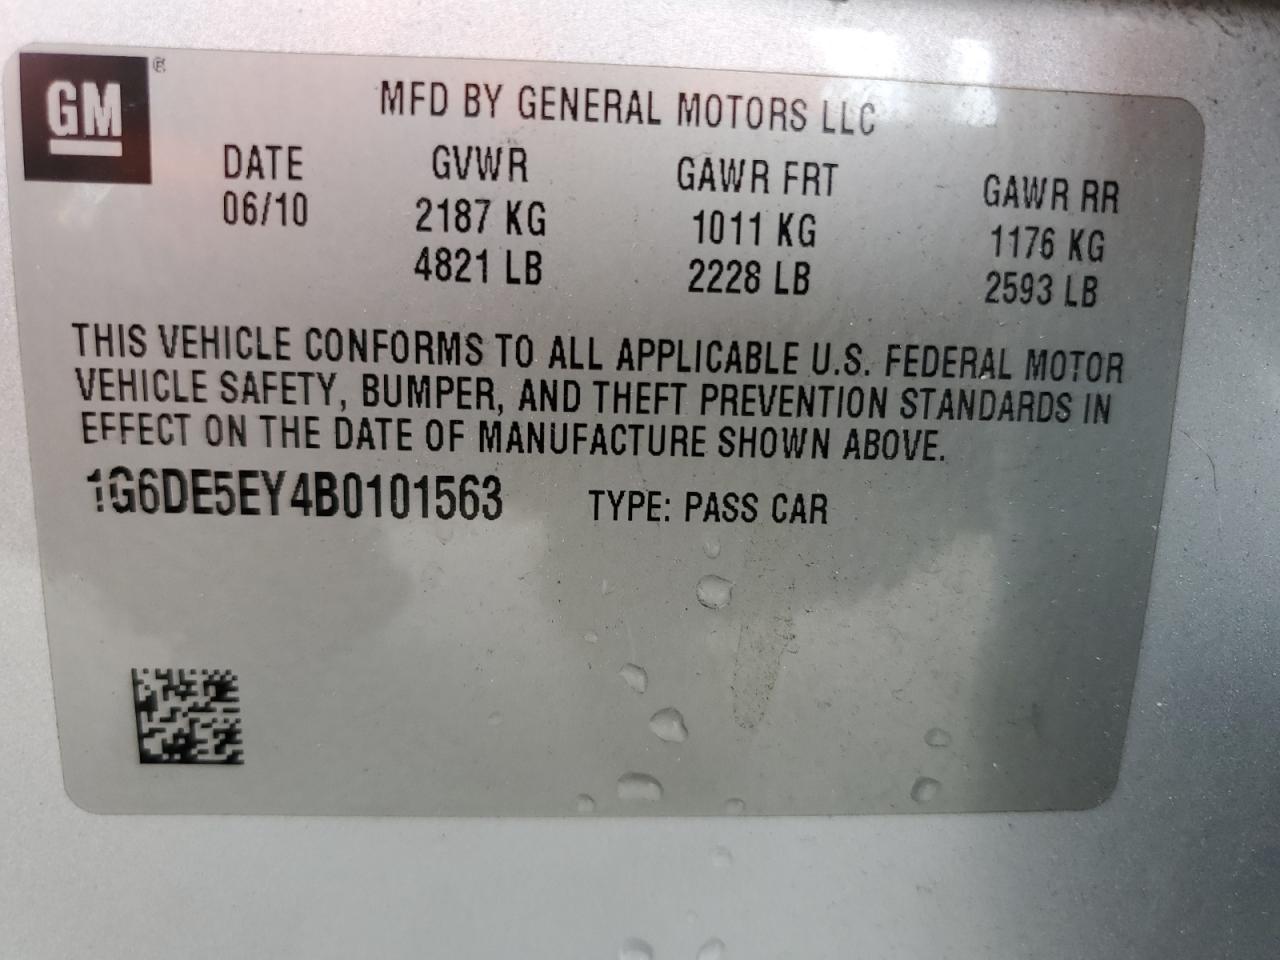 GM®
MFD BY GENERAL MOTORS LLC
DATE GVWR GAWR FRT GAWR RR
06/10 2187 KG 1011 KG 1176 KG
4821 LB 2228 LB 2593 LB
THIS VEHICLE CONFORMS TO ALL APPLICABLE U.S. FEDERAL MOTOR
VEHICLE SAFETY, BUMPER, AND THEFT PREVENTION STANDARDS IN
EFFECT ON THE DATE OF MANUFACTURE SHOWN ABOVE.
1G6DE5EY4B0101563 TYPE: PASS CAR